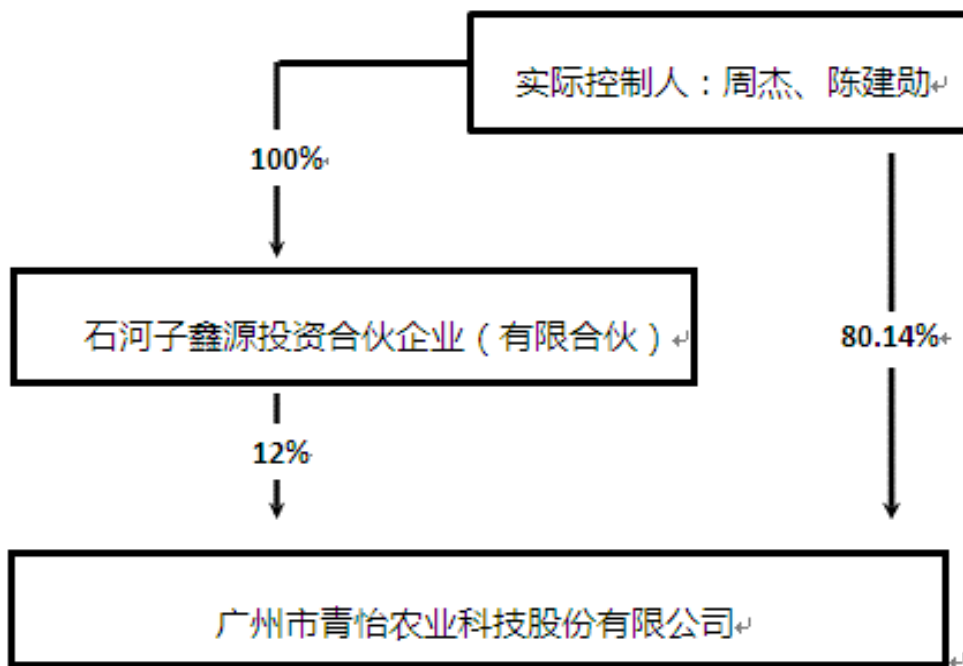 实际控制人：周杰、陈建勋
100%
石河子鑫源投资合伙企业（有限合伙）
80.14%
12%
广州市青怡农业科技股份有限公司